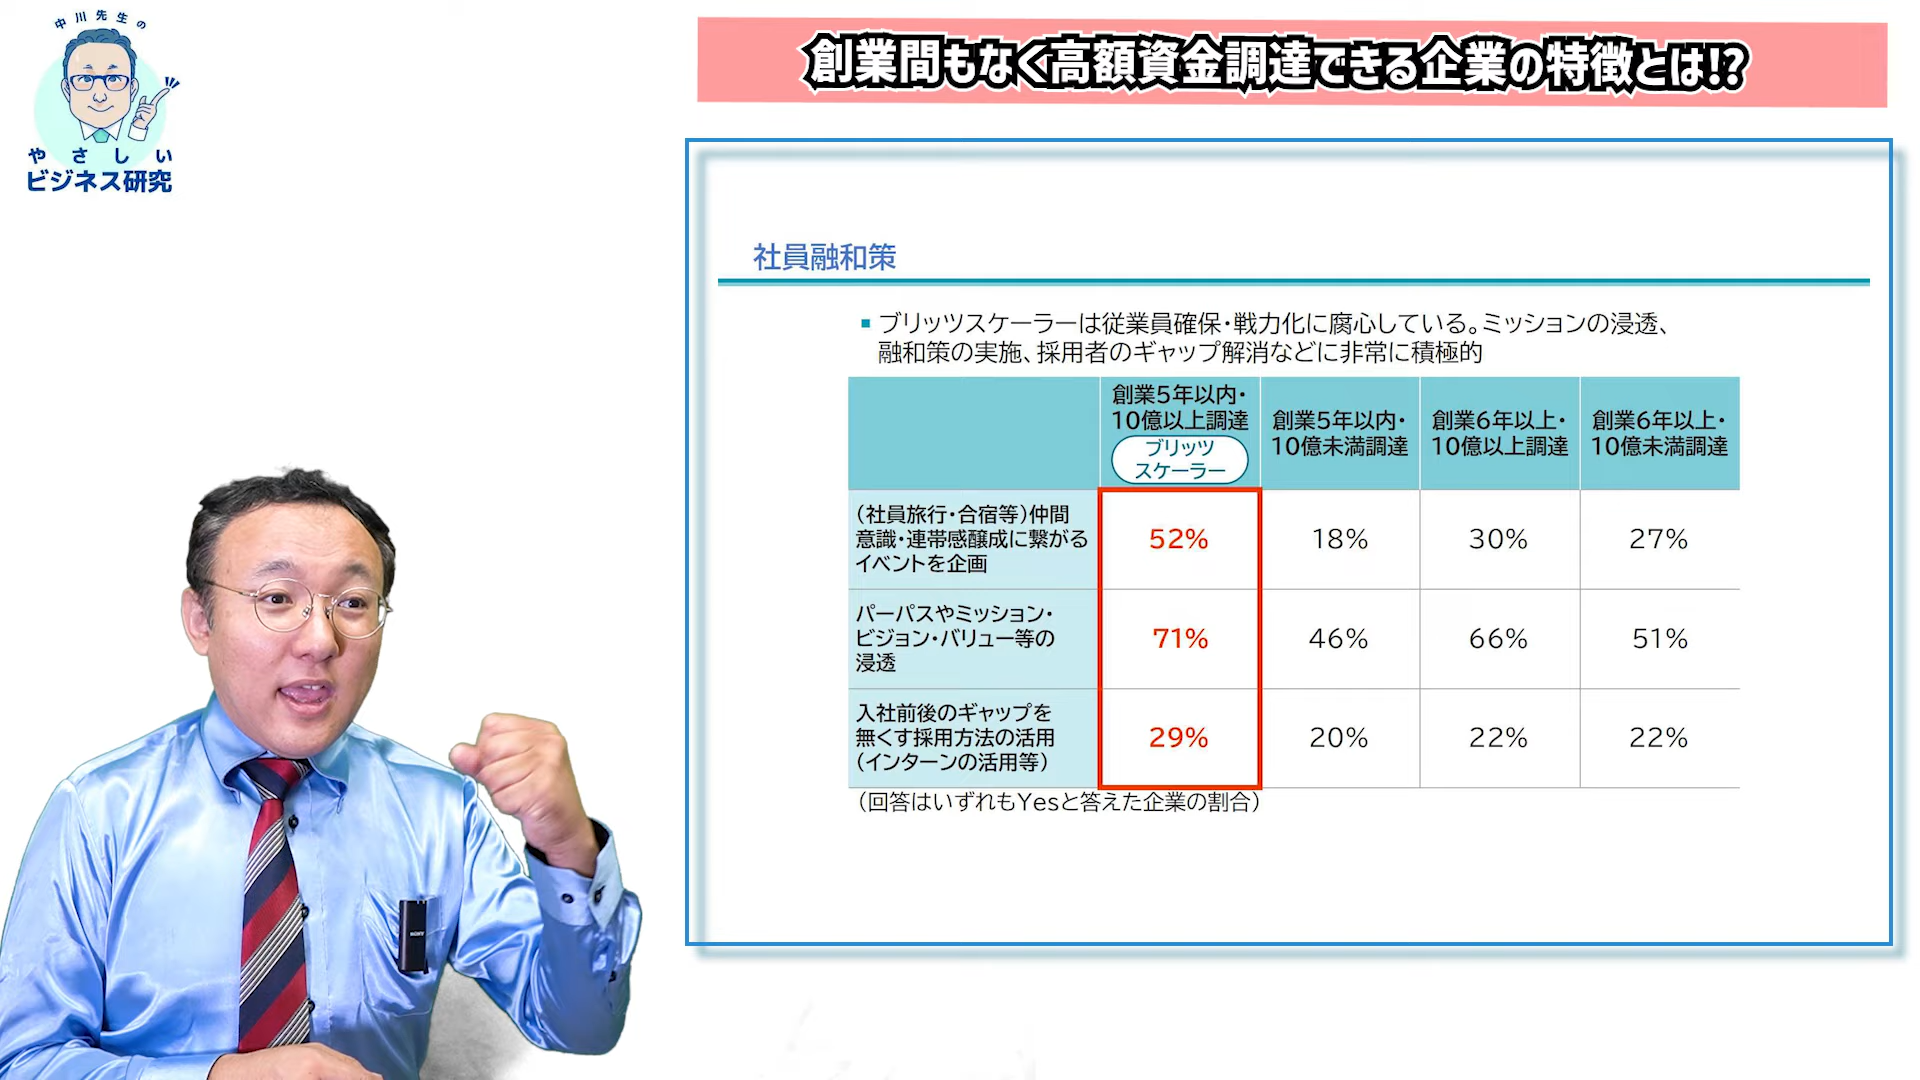 中川先生の
やさしい
ビジネス研究
創業間もなく高額資金調達できる企業の特徴とは!?
社員融和策
▪ ブリッツスケーラーは従業員確保・戦力化に腐心している。ミッションの浸透、
融和策の実施、採用者のギャップ解消などに非常に積極的
創業5年以内・
10億以上調達
ブリッツ
スケーラー
創業5年以内・
10億未満調達
創業6年以上・
10億以上調達
創業6年以上・
10億未満調達
（社員旅行・合宿等）仲間
意識・連帯感醸成に繋がる
イベントを企画
52%
18%
30%
27%
パーパスやミッション・
ビジョン・バリュー等の
浸透
71%
46%
66%
51%
入社前後のギャップを
無くす採用方法の活用
（インターンの活用等）
29%
20%
22%
22%
（回答はいずれもYesと答えた企業の割合）
SONY